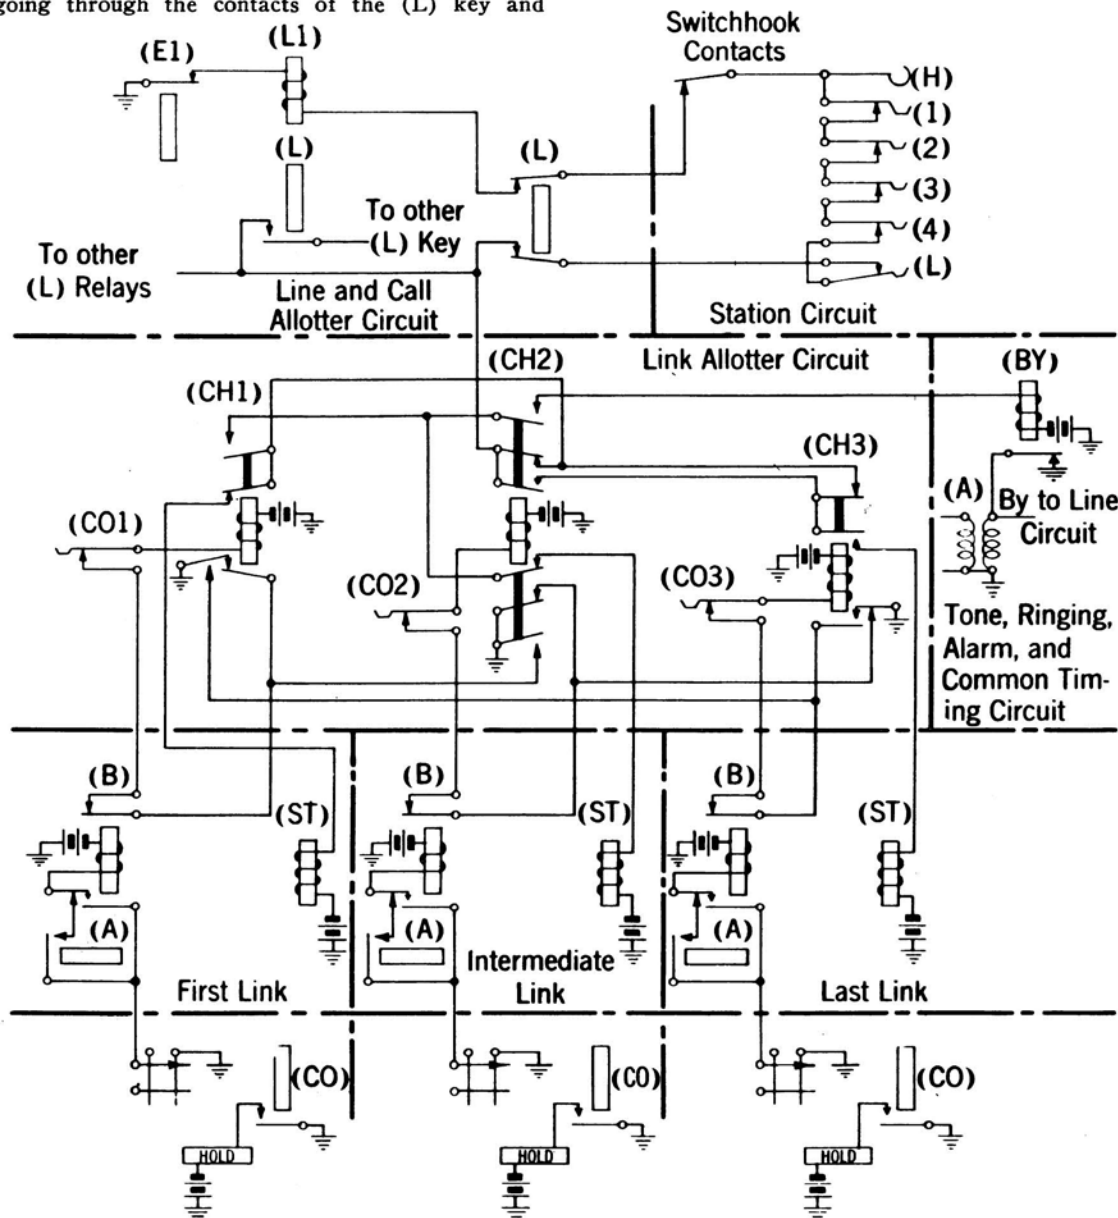 going through the contacts of the (L) key and
Switchhook
Contacts
(E1)
(L1)
(H)
(1)
(2)
(3)
(4)
(L)
(L)
(L)
To other
(L) Key
To other
(L) Relays
Line and Call
Allotter Circuit
Station Circuit
(CH1)
(CH2)
Link Allotter Circuit
(BY)
(CH3)
(A)
By to Line
Circuit
(CO1)
(CO2)
(CO3)
Tone, Ringing,
Alarm, and
Common Tim-
ing Circuit
(B)
(ST)
(B)
(ST)
(B)
(ST)
(A)
(A)
(A)
First Link
Intermediate
Link
Last Link
(CO)
(CO)
(CO)
HOLD
HOLD
HOLD